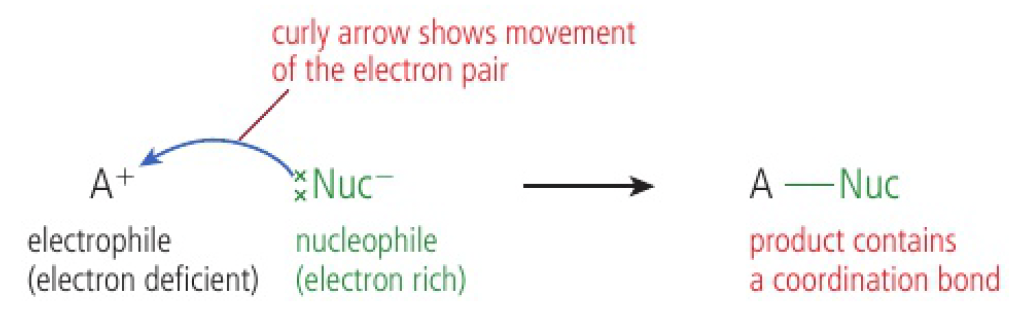 curly arrow shows movement
of the electron pair
A⁺ ××Nuc⁻ A — Nuc
electrophile nucleophile product contains
(electron deficient) (electron rich) a coordination bond